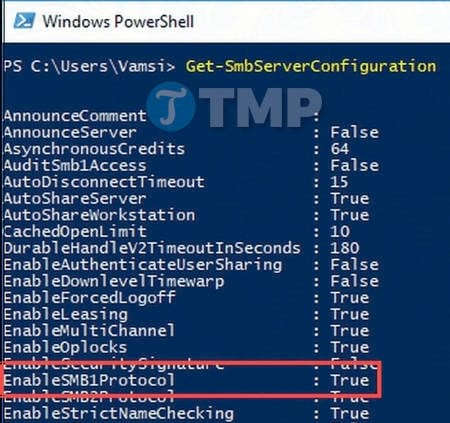 Windows PowerShell
PS C:\Users\Vamsi> Get-SmbServerConfiguration
TMP
AnnounceComment :
AnnounceServer : False
AsynchronousCredits : 64
AuditSmb1Access : False
AutoDisconnectTimeout : 15
AutoShareServer : True
AutoShareWorkstation : True
CachedOpenLimit : 10
DurableHandleV2TimeoutInSeconds : 180
EnableAuthenticateUserSharing : False
EnableDownlevelTimewarp : False
EnableForcedLogoff : True
EnableLeasing : True
EnableMultiChannel : True
EnableOplocks : True
EnableSecuritySignature : False
EnableSMB1Protocol : True
EnableSMB2Protocol : True
EnableStrictNameChecking : True